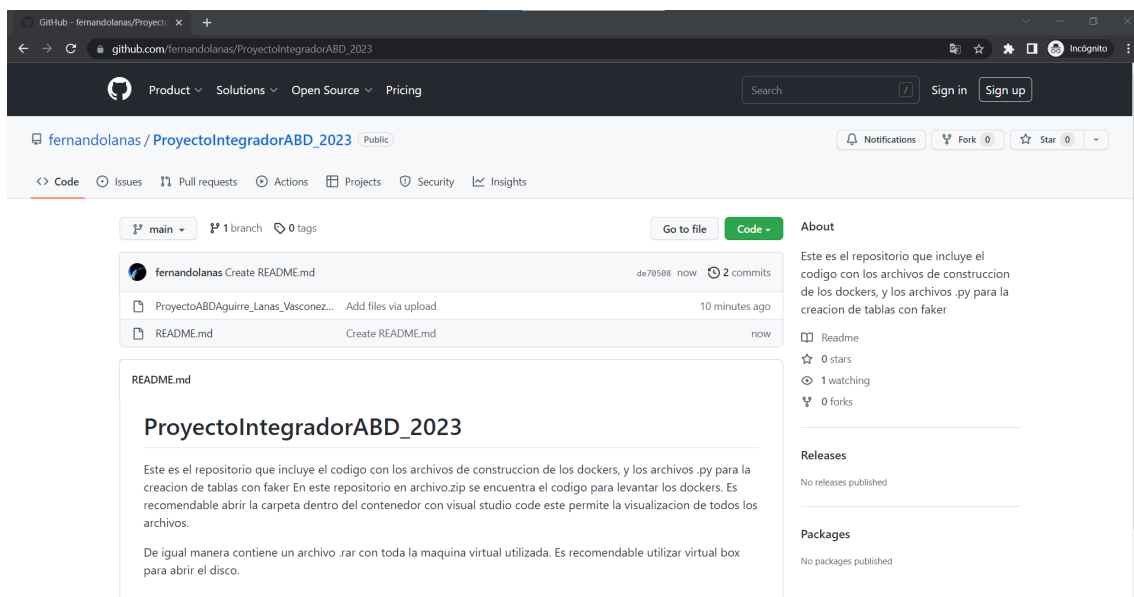 GitHub - fernandolanas/Proyecto
github.com/fernandolanas/ProyectoIntegradorABD_2023
Incógnito
Product Solutions Open Source Pricing Search / Sign in Sign up
fernandolanas / ProyectoIntegradorABD_2023 Public Notifications Fork 0 Star 0
<> Code Issues Pull requests Actions Projects Security Insights
main 1 branch 0 tags Go to file Code
fernandolanas Create README.md de70508 now 2 commits
ProyectoABDAguirre_Lanas_Vasconez... Add files via upload 10 minutes ago
README.md Create README.md now
README.md
ProyectoIntegradorABD_2023
Este es el repositorio que incluye el codigo con los archivos de construccion de los dockers, y los archivos .py para la
creacion de tablas con faker En este repositorio en archivo.zip se encuentra el codigo para levantar los dockers. Es
recomendable abrir la carpeta dentro del contenedor con visual studio code este permite la visualizacion de todos los
archivos.
De igual manera contiene un archivo .rar con toda la maquina virtual utilizada. Es recomendable utilizar virtual box
para abrir el disco.
About
Este es el repositorio que incluye el
codigo con los archivos de construccion
de los dockers, y los archivos .py para la
creacion de tablas con faker
Readme
0 stars
1 watching
0 forks
Releases
No releases published
Packages
No packages published